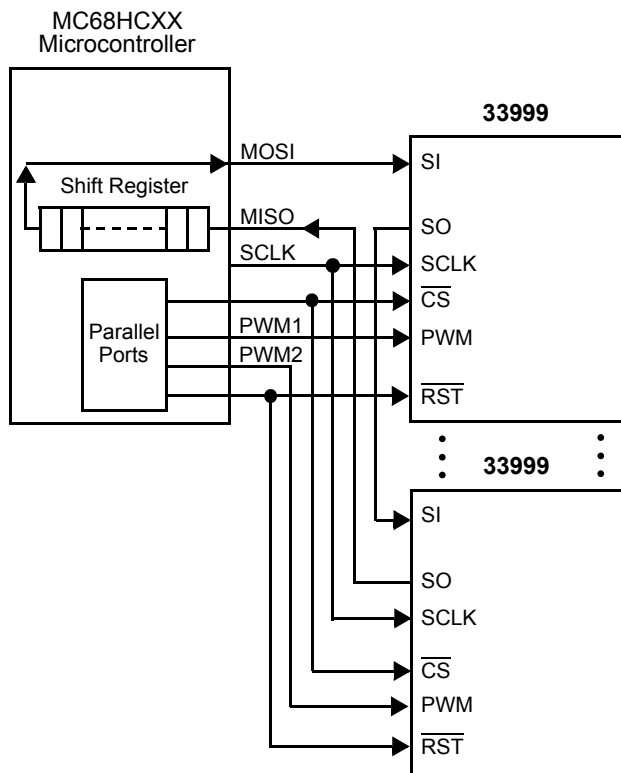 MC68HCXX
Microcontroller
33999
MOSI
SI
Shift Register
MISO
SO
SCLK
SCLK
CS
Parallel
Ports
PWM1
PWM
PWM2
RST
33999
SI
SO
SCLK
CS
PWM
RST